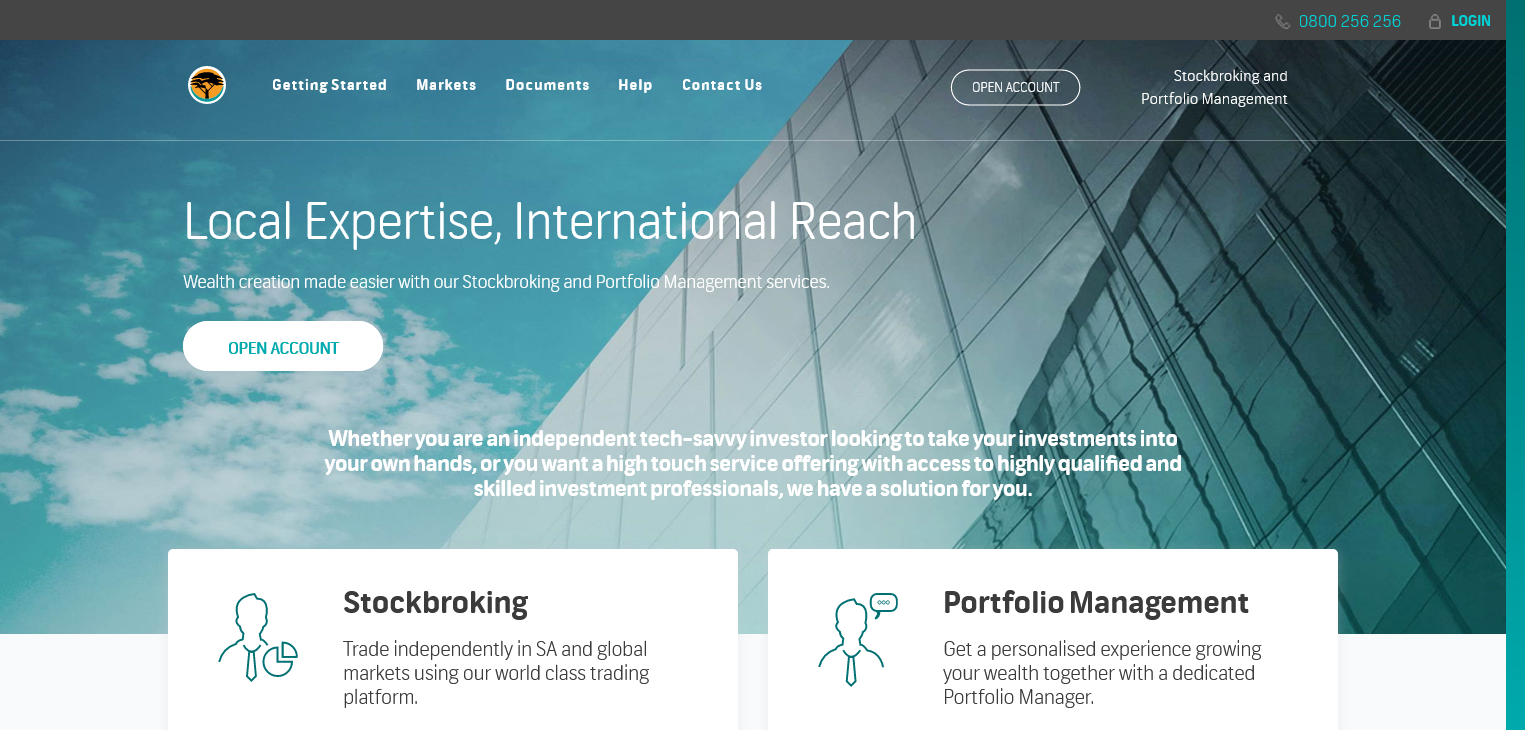 0800 256 256
LOGIN
Getting Started
Markets
Documents
Help
Contact Us
OPEN ACCOUNT
Stockbroking and
Portfolio Management
Local Expertise, International Reach
Wealth creation made easier with our Stockbroking and Portfolio Management services.
OPEN ACCOUNT
Whether you are an independent tech-savvy investor looking to take your investments into
your own hands, or you want a high touch service offering with access to highly qualified and
skilled investment professionals, we have a solution for you.
Stockbroking
Trade independently in SA and global
markets using our world class trading
platform.
Portfolio Management
Get a personalised experience growing
your wealth together with a dedicated
Portfolio Manager.